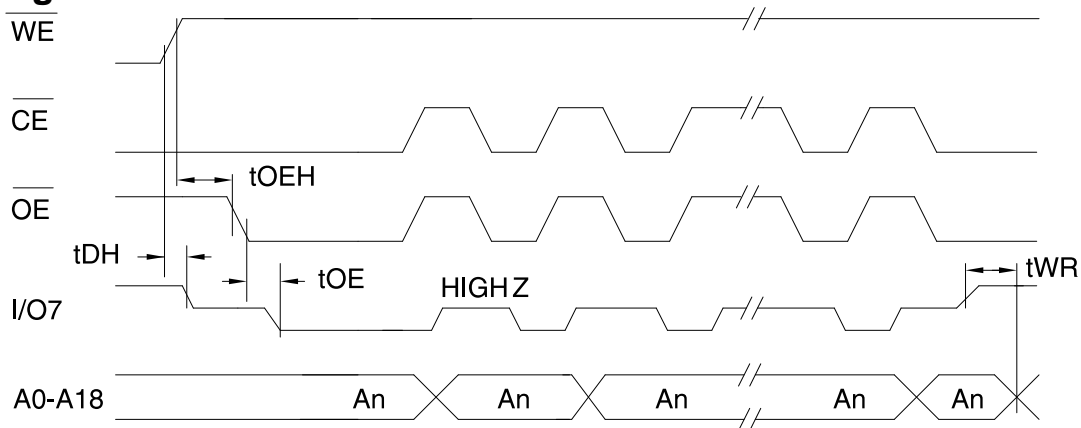 WE
CE
tOEH
OE
tDH
tOE
HIGH Z
tWR
I/O7
A0-A18
An An An An An